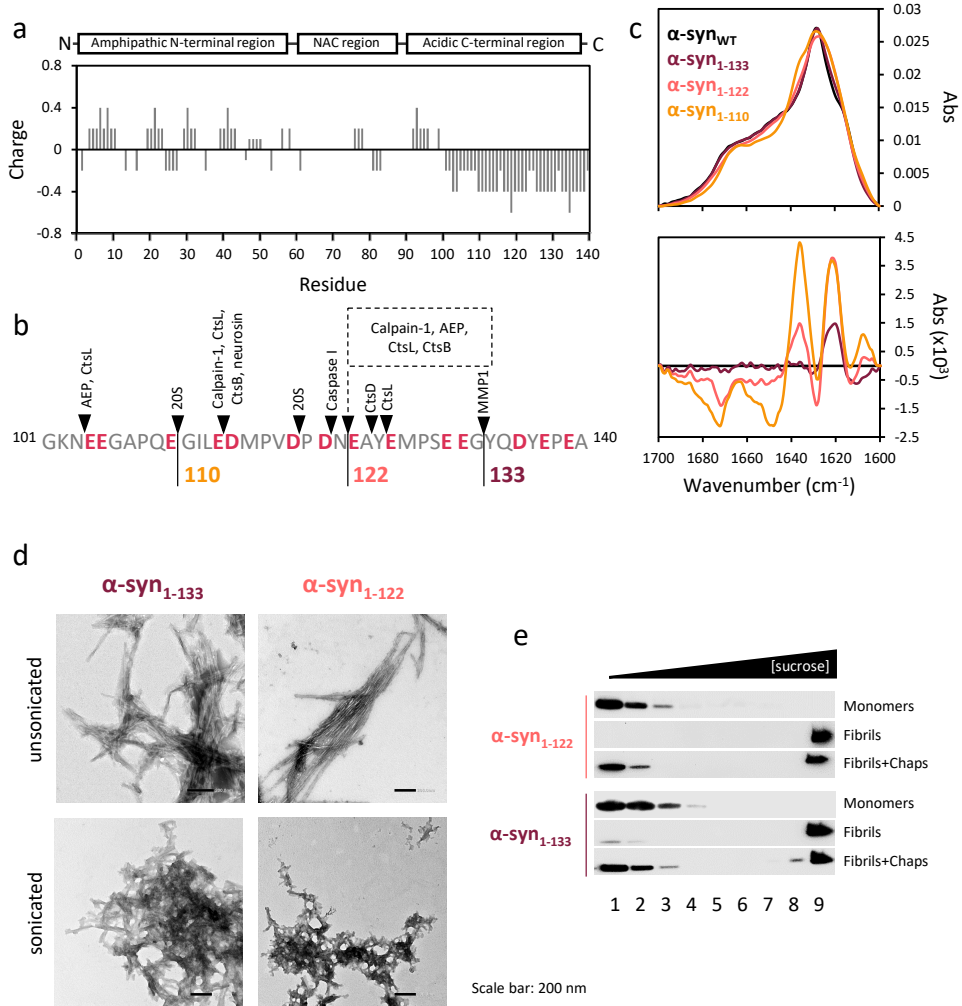 a
N
Amphipathic N-terminal region
NAC region
Acidic C-terminal region
C
0.8
0.4
0
-0.4
-0.8
Charge
0 10 20 30 40 50 60 70 80 90 100 110 120 130 140
Residue
b
AEP, CtsL
20S
Calpain-1, CtsL,
CtsB, neurosin
20S
Caspase I
Calpain-1, AEP,
CtsL, CtsB
CtsD
CtsL
MMP1
101 GKNEEGAPQEGILEDMPVDP DNEAYEMPSE EGYQDYEPEA 140
110
122
133
c
α-synWT
α-syn1-133
α-syn1-122
α-syn1-110
0.03
0.025
0.02
0.015
0.01
0.005
0
Abs
4.5
3.5
2.5
1.5
0.5
-0.5
-1.5
-2.5
Abs (x10³)
1700 1680 1660 1640 1620 1600
Wavenumber (cm-1)
d
α-syn1-133
α-syn1-122
unsonicated
sonicated
Scale bar: 200 nm
e
[sucrose]
α-syn1-122
Monomers
Fibrils
Fibrils+Chaps
α-syn1-133
Monomers
Fibrils
Fibrils+Chaps
1 2 3 4 5 6 7 8 9